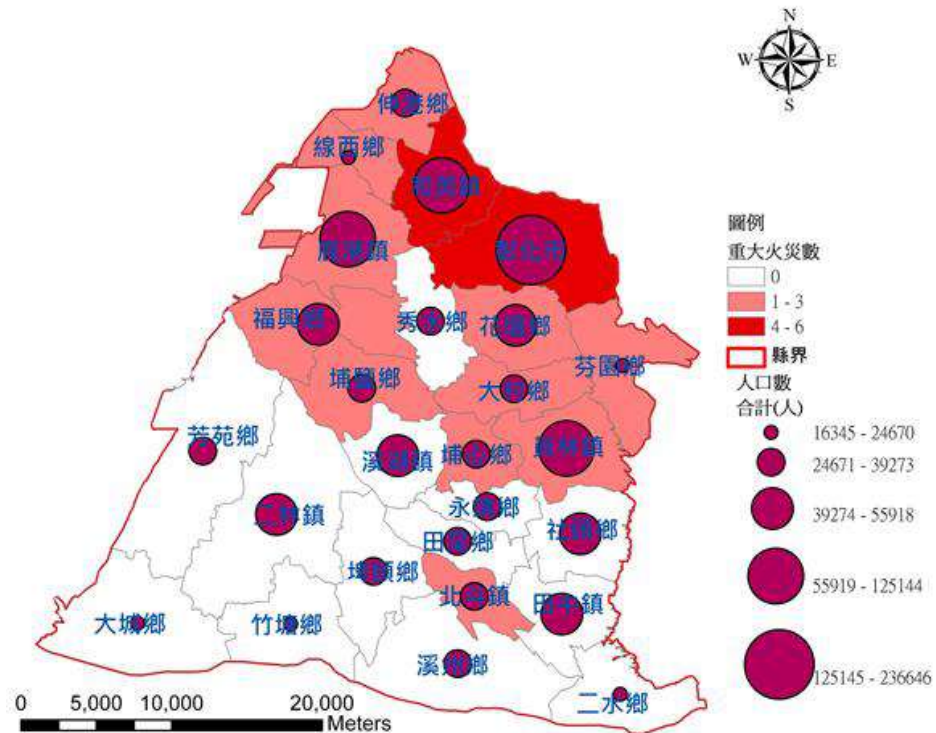 N
W E
S
伸港鄉
線西鄉
和美鎮
鹿港鎮
彰化市
福興鄉
秀水鄉
花壇鄉
芬園鄉
埔鹽鄉
大村鄉
芳苑鄉
溪湖鎮
埔心鄉
員林鎮
二林鎮
永靖鄉
社頭鄉
田尾鄉
埤頭鄉
北斗鎮
田中鎮
大城鄉
竹塘鄉
溪州鄉
二水鄉
圖例
重大火災數
0
1 - 3
4 - 6
縣界
人口數
合計(人)
16345 - 24670
24671 - 39273
39274 - 55918
55919 - 125144
125145 - 236646
0 5,000 10,000 20,000
Meters